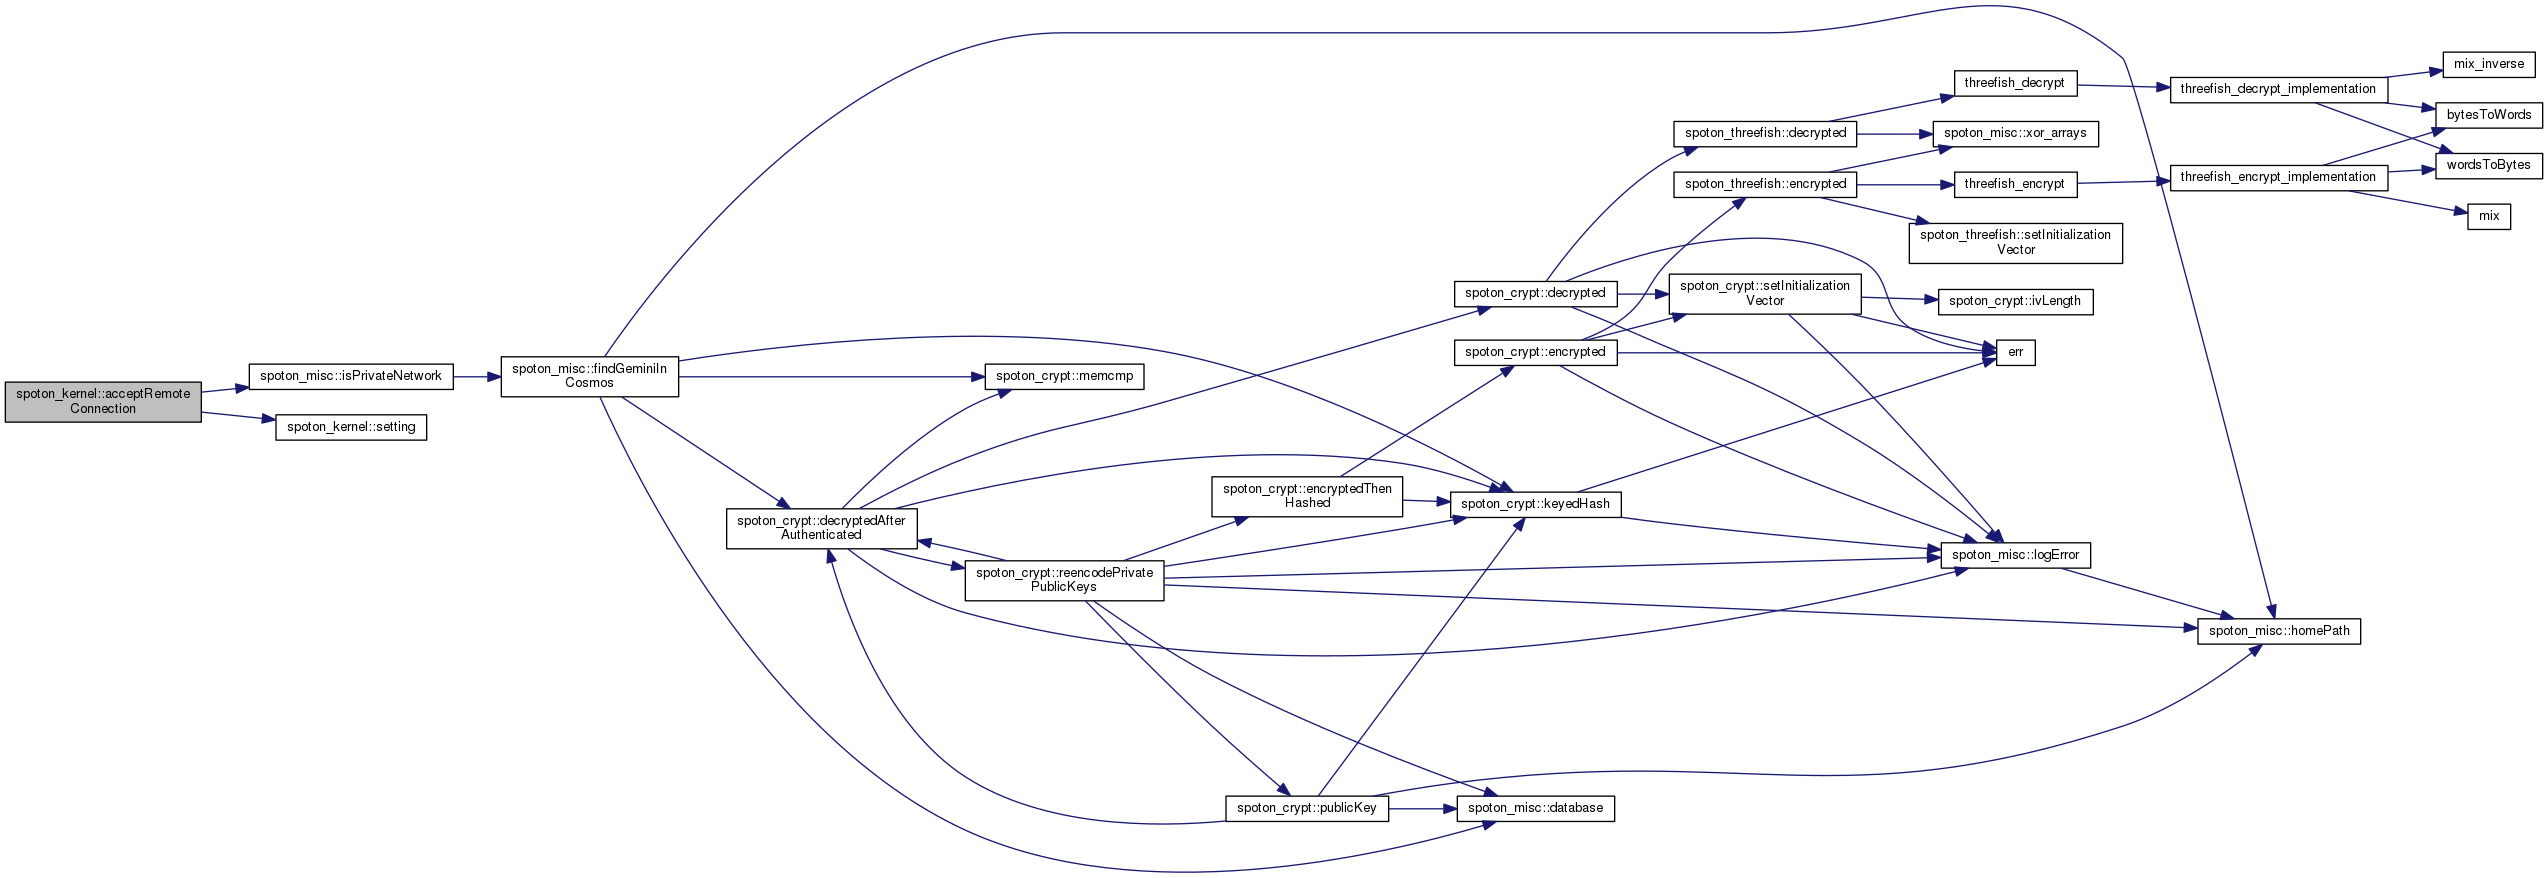 spoton_kernel::acceptRemote
Connection
spoton_misc::isPrivateNetwork
spoton_kernel::setting
spoton_misc::findGeminiIn
Cosmos
spoton_crypt::decryptedAfter
Authenticated
spoton_crypt::memcmp
spoton_crypt::reencodePrivate
PublicKeys
spoton_crypt::encryptedThen
Hashed
spoton_crypt::publicKey
spoton_crypt::decrypted
spoton_crypt::encrypted
spoton_crypt::keyedHash
spoton_misc::database
spoton_threefish::decrypted
spoton_threefish::encrypted
spoton_crypt::setInitialization
Vector
threefish_decrypt
spoton_misc::xor_arrays
threefish_encrypt
spoton_threefish::setInitialization
Vector
spoton_crypt::ivLength
err
spoton_misc::logError
threefish_decrypt_implementation
threefish_encrypt_implementation
spoton_misc::homePath
mix_inverse
bytesToWords
wordsToBytes
mix